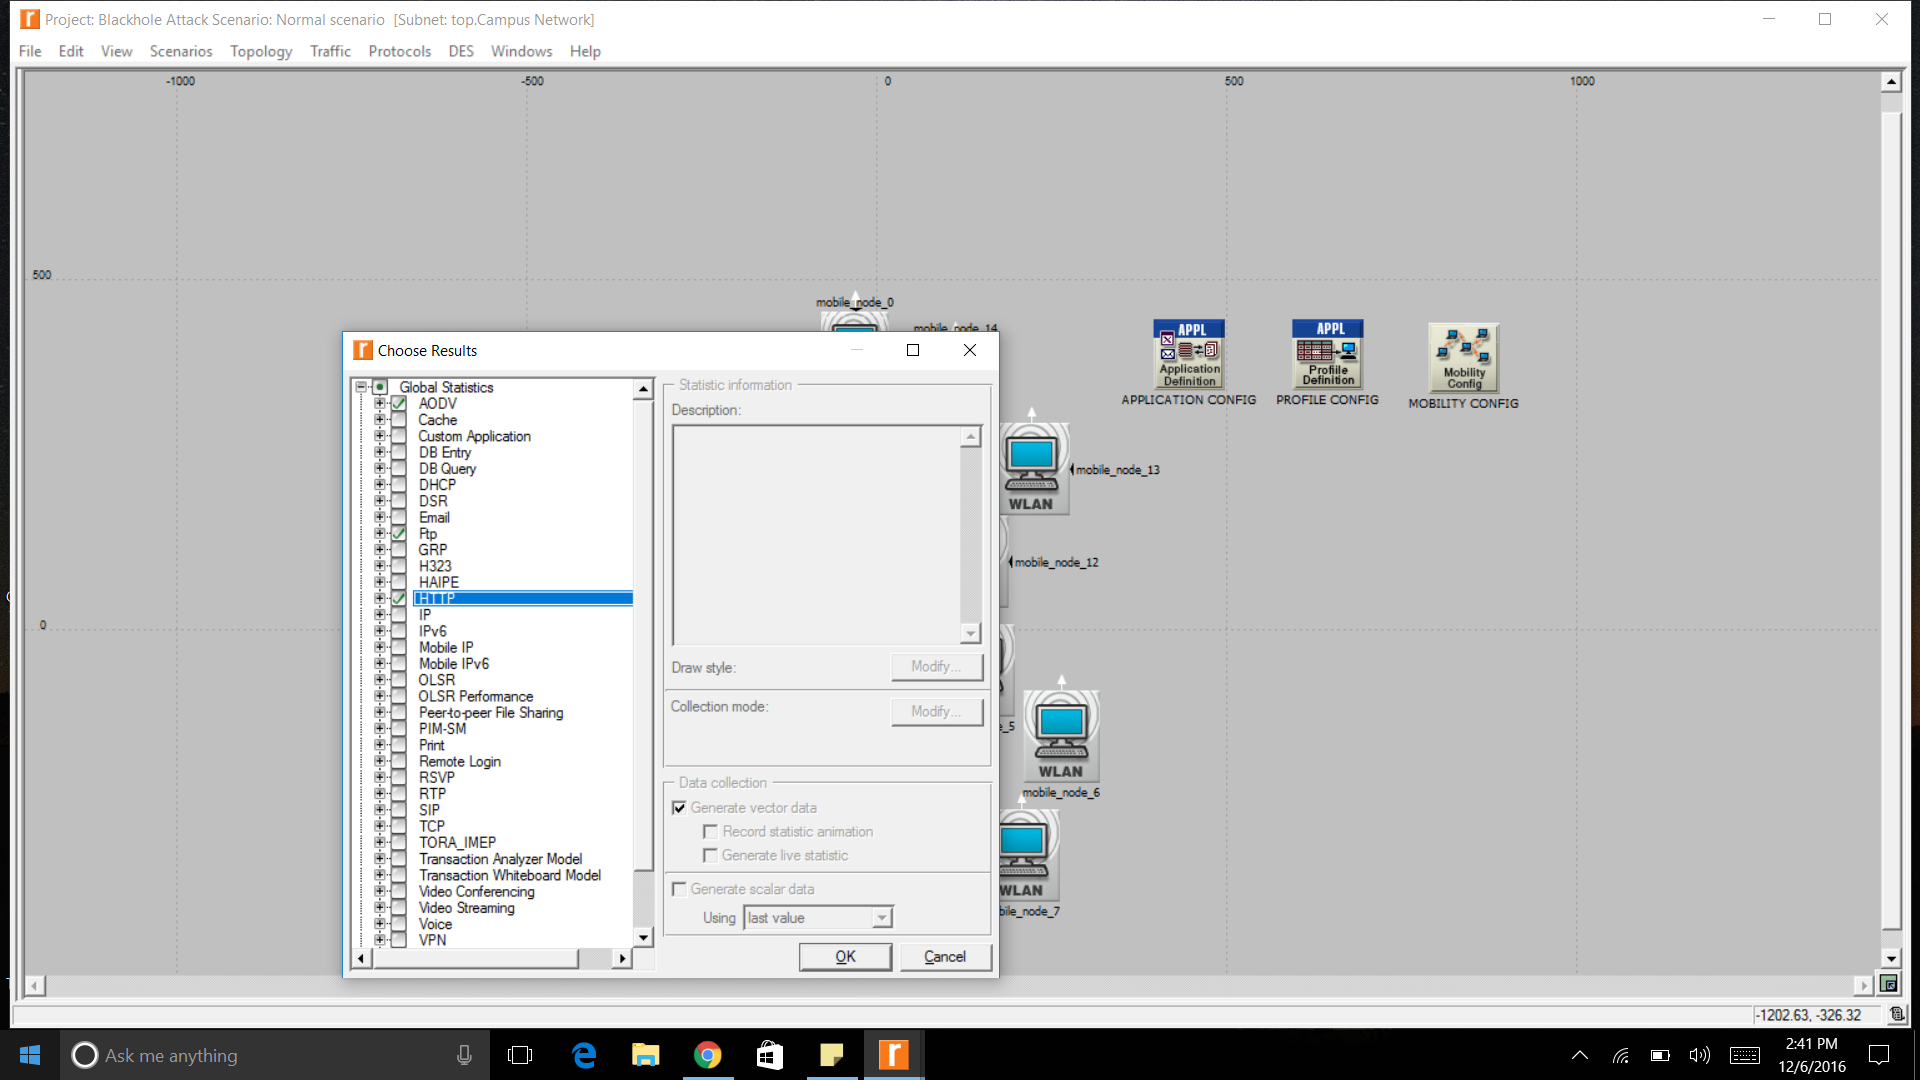 Project: Blackhole Attack Scenario: Normal scenario [Subnet: top.Campus Network]
File Edit View Scenarios Topology Traffic Protocols DES Windows Help
-1000 -500 0 500 1000
500
0
mobile_node_0
mobile_node_14
APPL
Application
Definition
APPLICATION CONFIG
APPL
Profile
Definition
PROFILE CONFIG
Mobility
Config
MOBILITY CONFIG
WLAN
mobile_node_13
mobile_node_12
_5
WLAN
mobile_node_6
WLAN
bile_node_7
Choose Results
Global Statistics
AODV
Cache
Custom Application
DB Entry
DB Query
DHCP
DSR
Email
Ftp
GRP
H323
HAIPE
HTTP
IP
IPv6
Mobile IP
Mobile IPv6
OLSR
OLSR Performance
Peer-to-peer File Sharing
PIM-SM
Print
Remote Login
RSVP
RTP
SIP
TCP
TORA_IMEP
Transaction Analyzer Model
Transaction Whiteboard Model
Video Conferencing
Video Streaming
Voice
VPN
Statistic information
Description:
Draw style: Modify...
Collection mode: Modify...
Data collection
Generate vector data
Record statistic animation
Generate live statistic
Generate scalar data
Using last value
OK Cancel
-1202.63, -326.32
Ask me anything
2:41 PM
12/6/2016